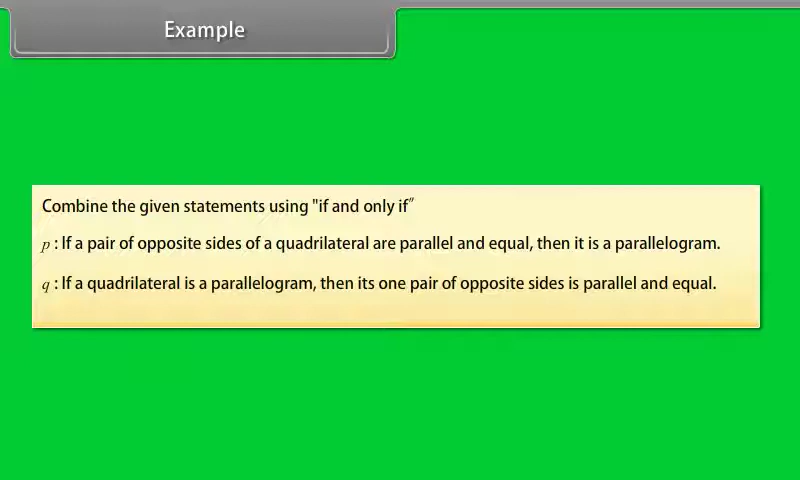 Example
Combine the given statements using "if and only if″
p : If a pair of opposite sides of a quadrilateral are parallel and equal, then it is a parallelogram.
q : If a quadrilateral is a parallelogram, then its one pair of opposite sides is parallel and equal.